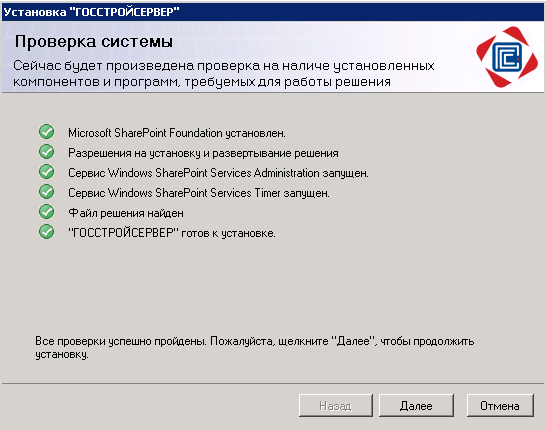 Установка "ГОССТРОЙСЕРВЕР"
Проверка системы
Сейчас будет произведена проверка на наличе установленных
компонентов и программ, требуемых для работы решения
Microsoft SharePoint Foundation установлен.
Разрешения на установку и развертывание решения
Сервис Windows SharePoint Services Administration запущен.
Сервис Windows SharePoint Services Timer запущен.
Файл решения найден
"ГОССТРОЙСЕРВЕР" готов к установке.
Все проверки успешно пройдены. Пожалуйста, щелкните "Далее", чтобы продолжить
установку.
Назад Далее Отмена